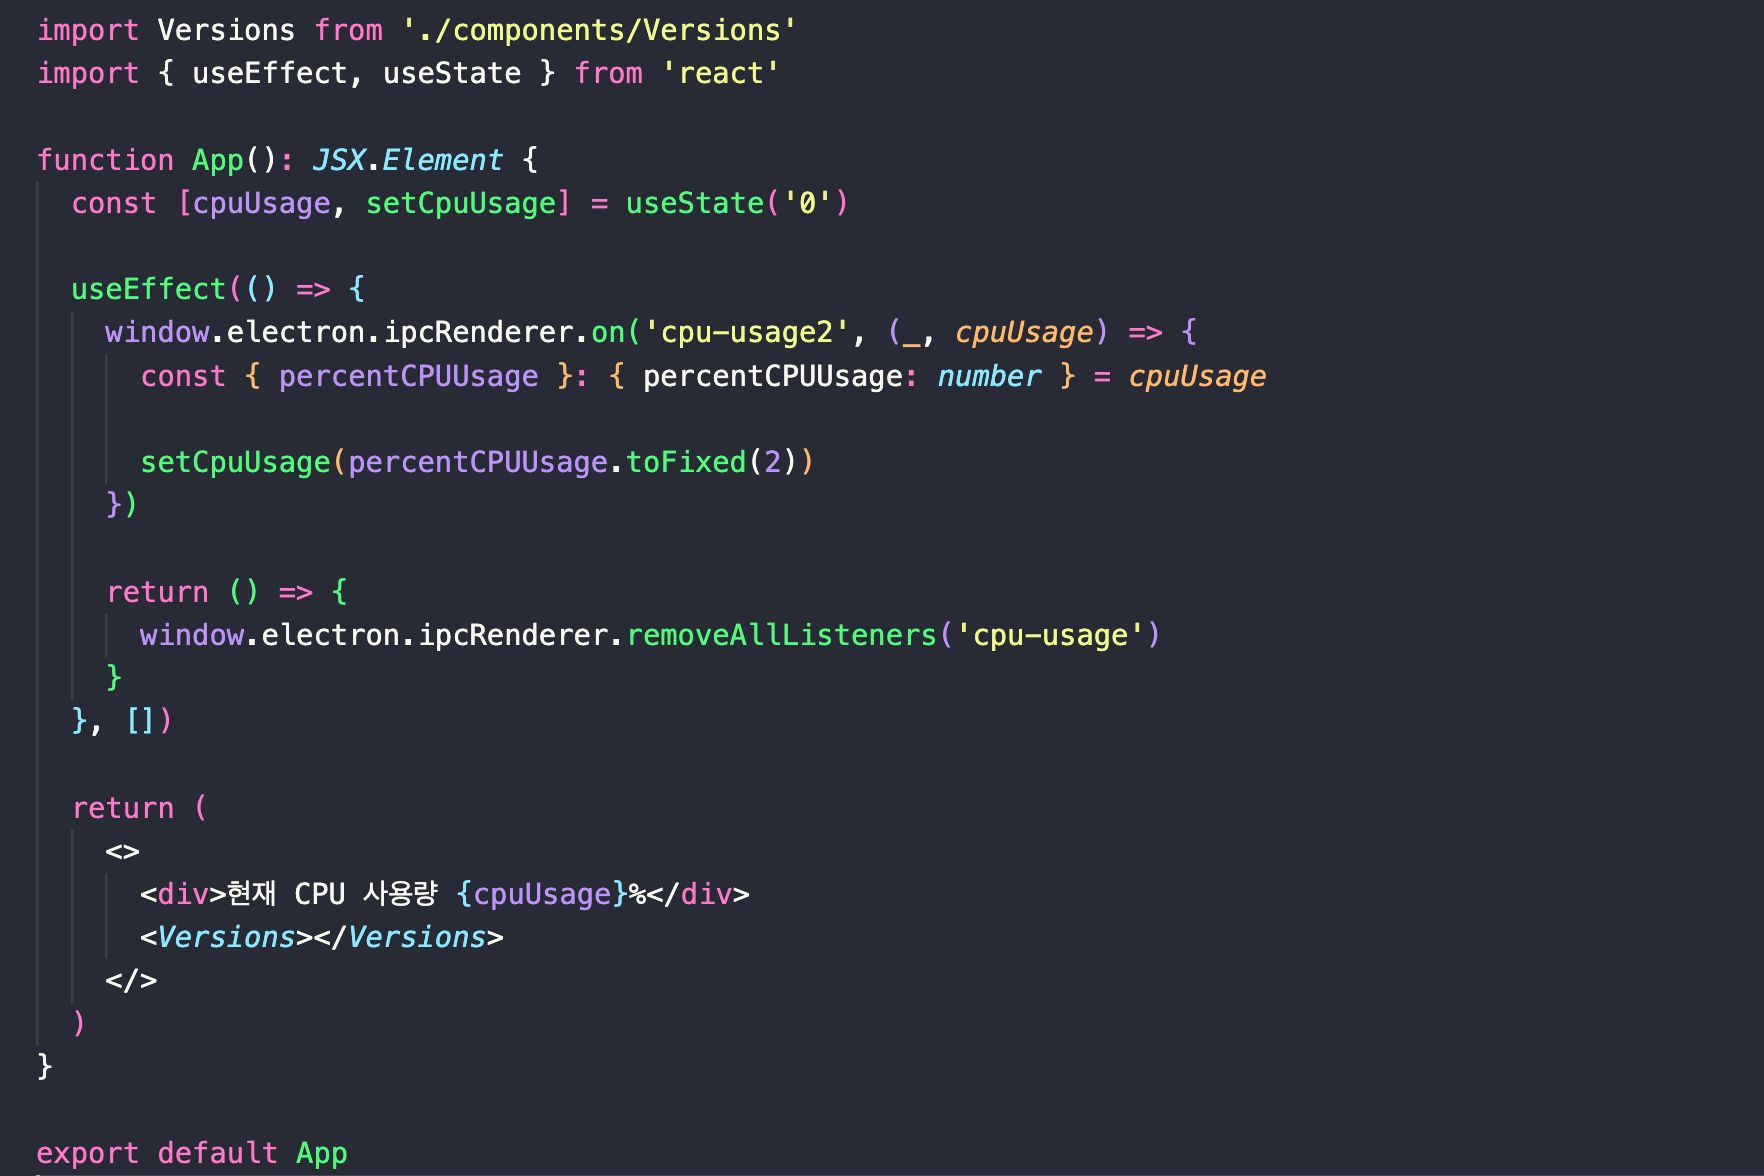 import Versions from './components/Versions'
import { useEffect, useState } from 'react'
function App(): JSX.Element {
const [cpuUsage, setCpuUsage] = useState('0')
useEffect(() => {
window.electron.ipcRenderer.on('cpu-usage2', (_, cpuUsage) => {
const { percentCPUUsage }: { percentCPUUsage: number } = cpuUsage
setCpuUsage(percentCPUUsage.toFixed(2))
})
return () => {
window.electron.ipcRenderer.removeAllListeners('cpu-usage')
}
}, [])
return (
<>
<div>현재 CPU 사용량 {cpuUsage}%</div>
<Versions></Versions>
</>
)
}
export default App